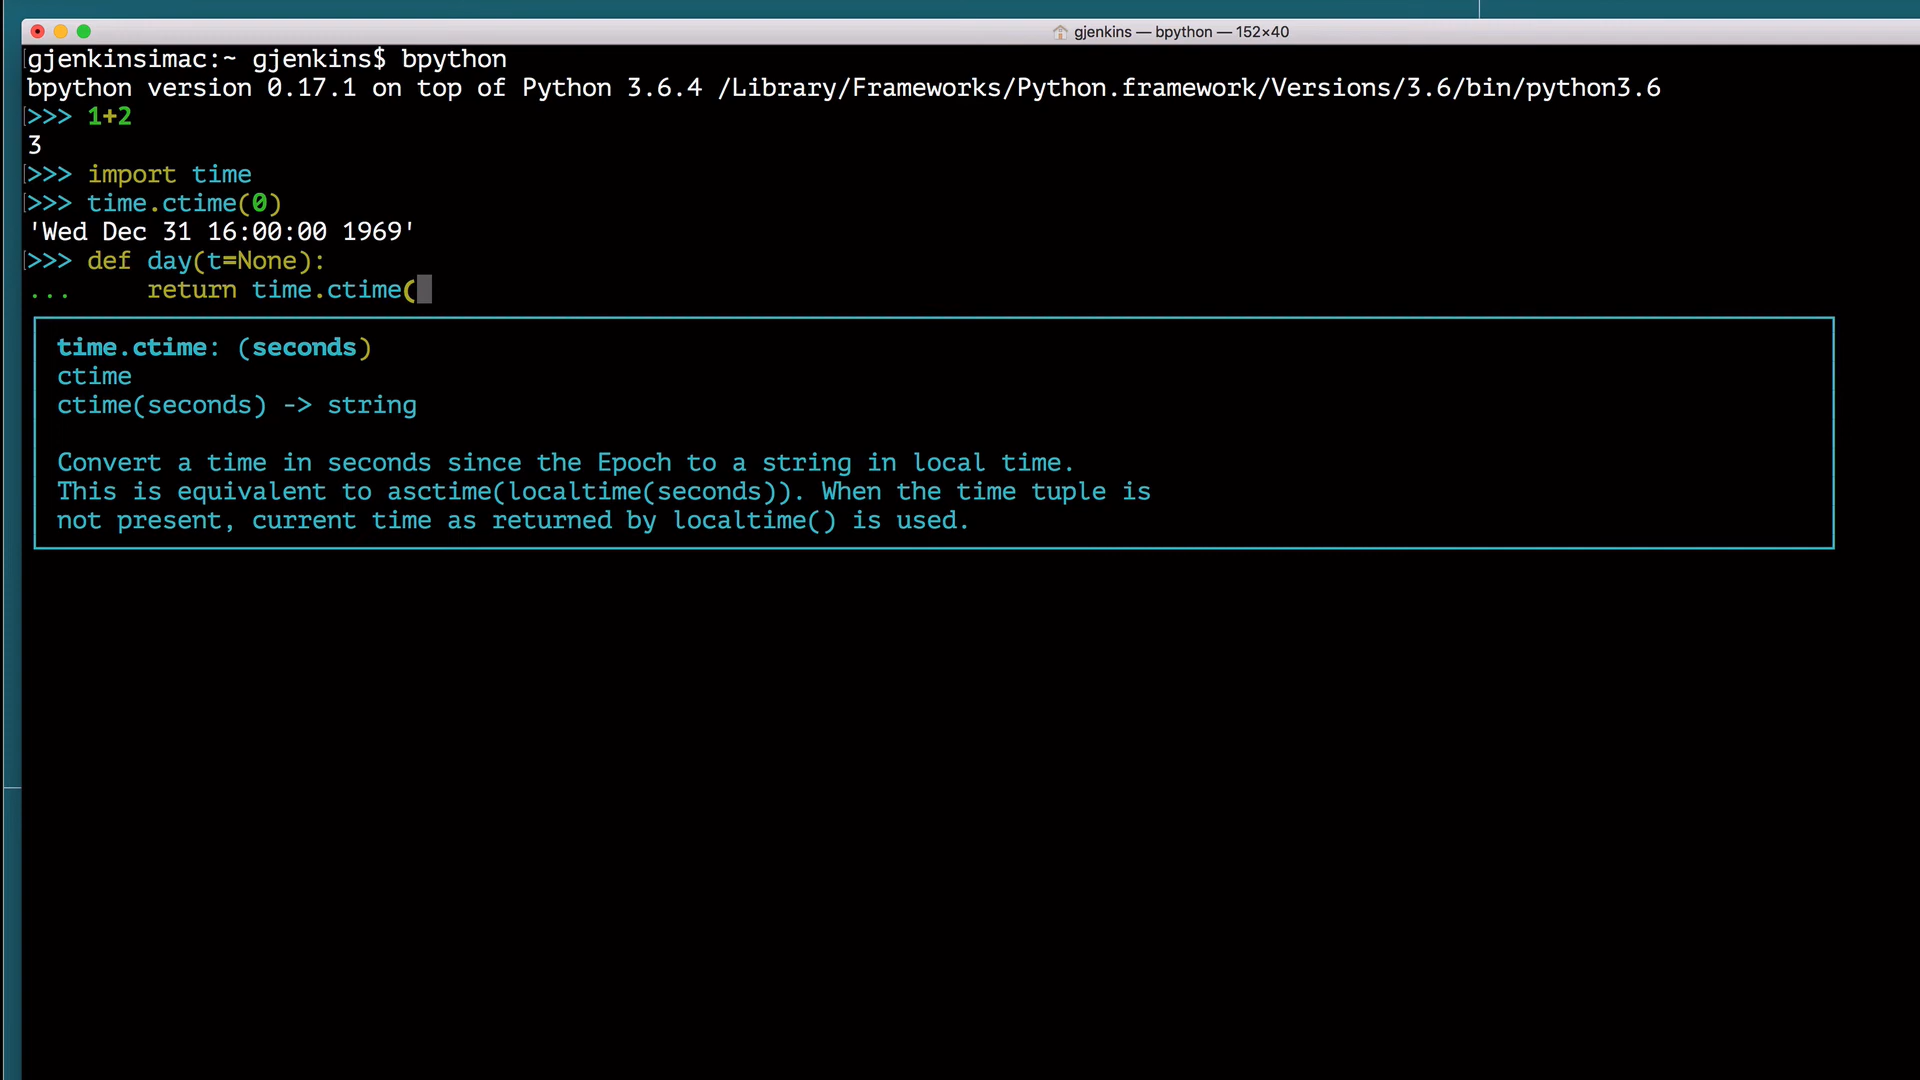 gjenkins — bpython — 152×40
gjenkinsimac:~ gjenkins$ bpython
bpython version 0.17.1 on top of Python 3.6.4 /Library/Frameworks/Python.framework/Versions/3.6/bin/python3.6
>>> 1+2
3
>>> import time
>>> time.ctime(0)
'Wed Dec 31 16:00:00 1969'
>>> def day(t=None):
...     return time.ctime(
time.ctime: (seconds)
ctime
ctime(seconds) -> string
Convert a time in seconds since the Epoch to a string in local time.
This is equivalent to asctime(localtime(seconds)). When the time tuple is
not present, current time as returned by localtime() is used.